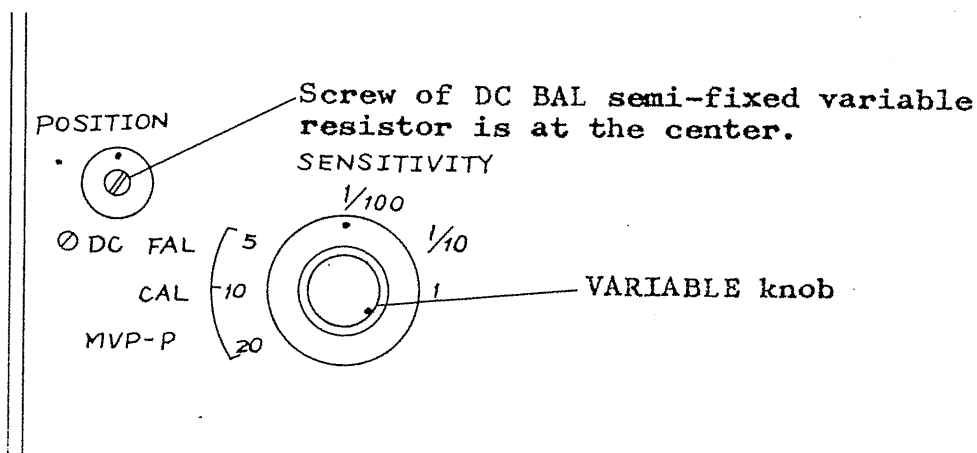 Screw of DC BAL semi-fixed variable
resistor is at the center.
POSITION
SENSITIVITY
1/100
1/10
1
⊘ DC FAL
5
CAL
10
MVP-P
20
VARIABLE knob